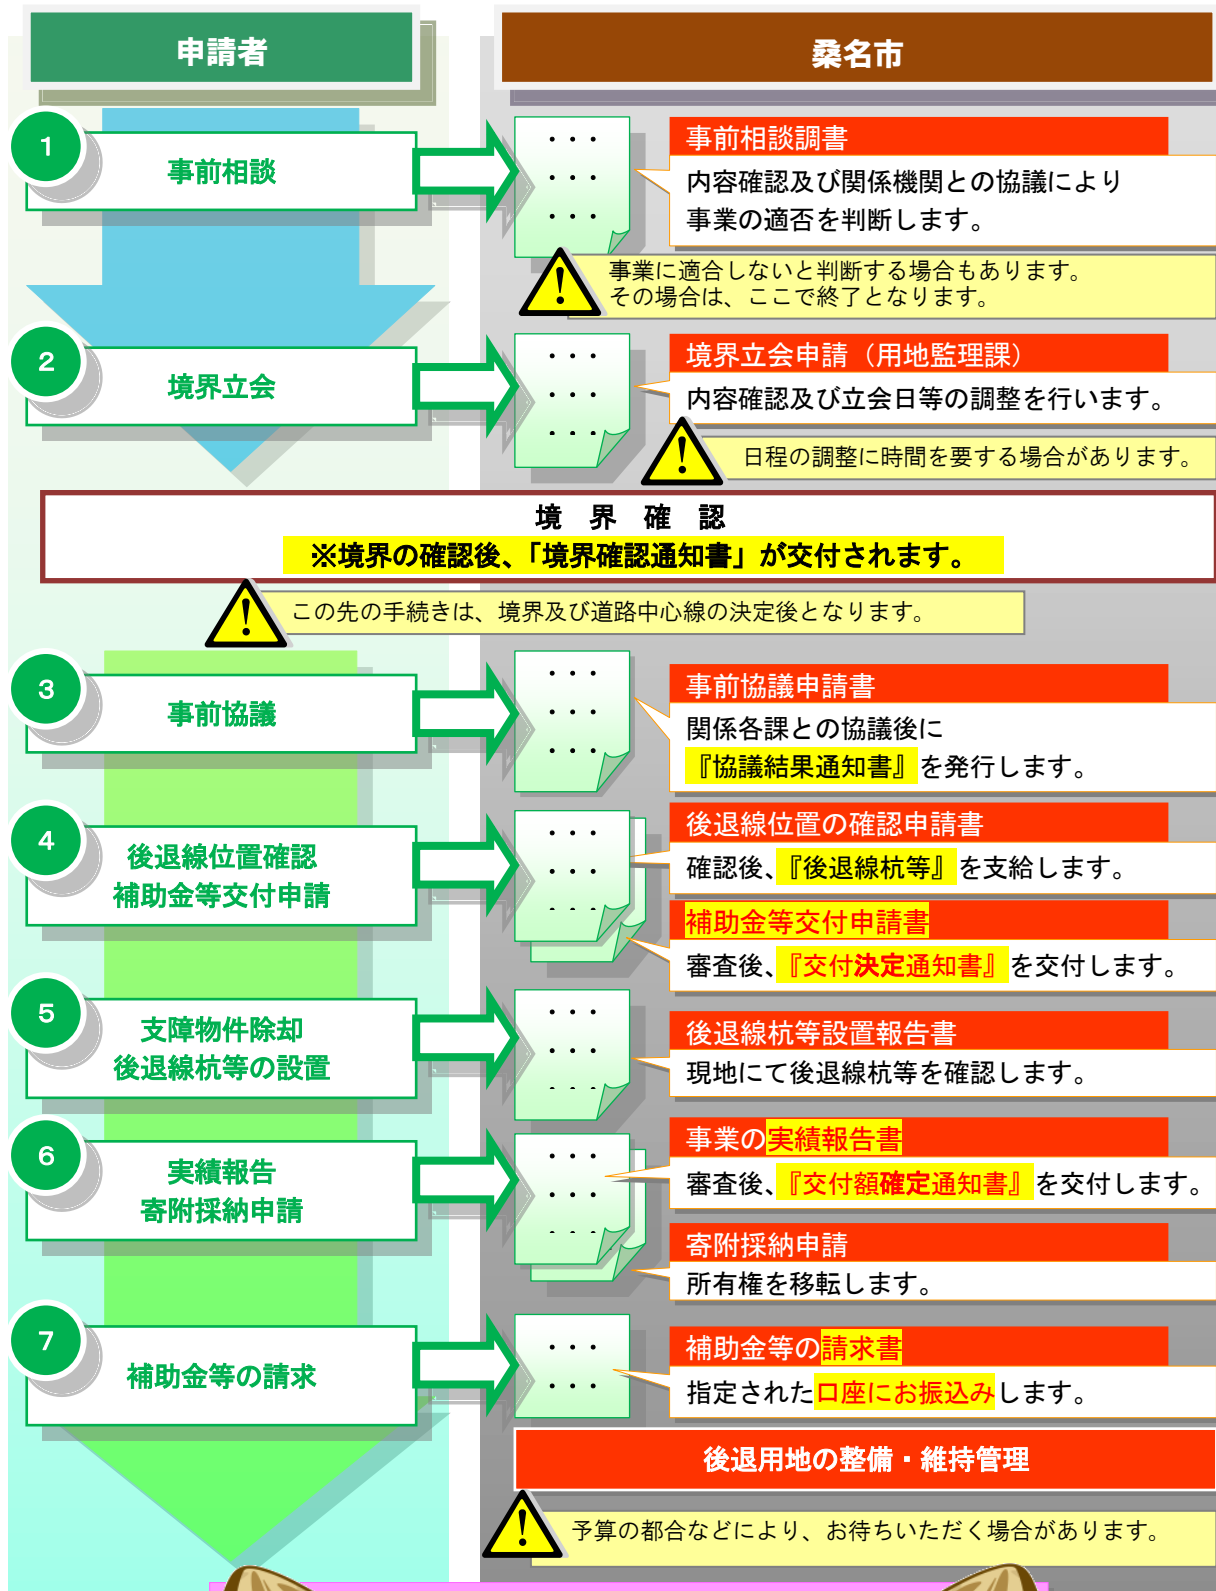 申請者
桑名市
1
事前相談
事前相談調書
内容確認及び関係機関との協議により
事業の適否を判断します。
事業に適合しないと判断する場合もあります。
その場合は、ここで終了となります。
2
境界立会
境界立会申請（用地監理課）
内容確認及び立会日等の調整を行います。
日程の調整に時間を要する場合があります。
境　界　確　認
※境界の確認後、「境界確認通知書」が交付されます。
この先の手続きは、境界及び道路中心線の決定後となります。
3
事前協議
事前協議申請書
関係各課との協議後に
『協議結果通知書』を発行します。
4
後退線位置確認
補助金等交付申請
後退線位置の確認申請書
確認後、『後退線杭等』を支給します。
補助金等交付申請書
審査後、『交付決定通知書』を交付します。
5
支障物件除却
後退線杭等の設置
後退線杭等設置報告書
現地にて後退線杭等を確認します。
6
実績報告
寄附採納申請
事業の実績報告書
審査後、『交付額確定通知書』を交付します。
寄附採納申請
所有権を移転します。
7
補助金等の請求
補助金等の請求書
指定された口座にお振込みします。
後退用地の整備・維持管理
予算の都合などにより、お待ちいただく場合があります。